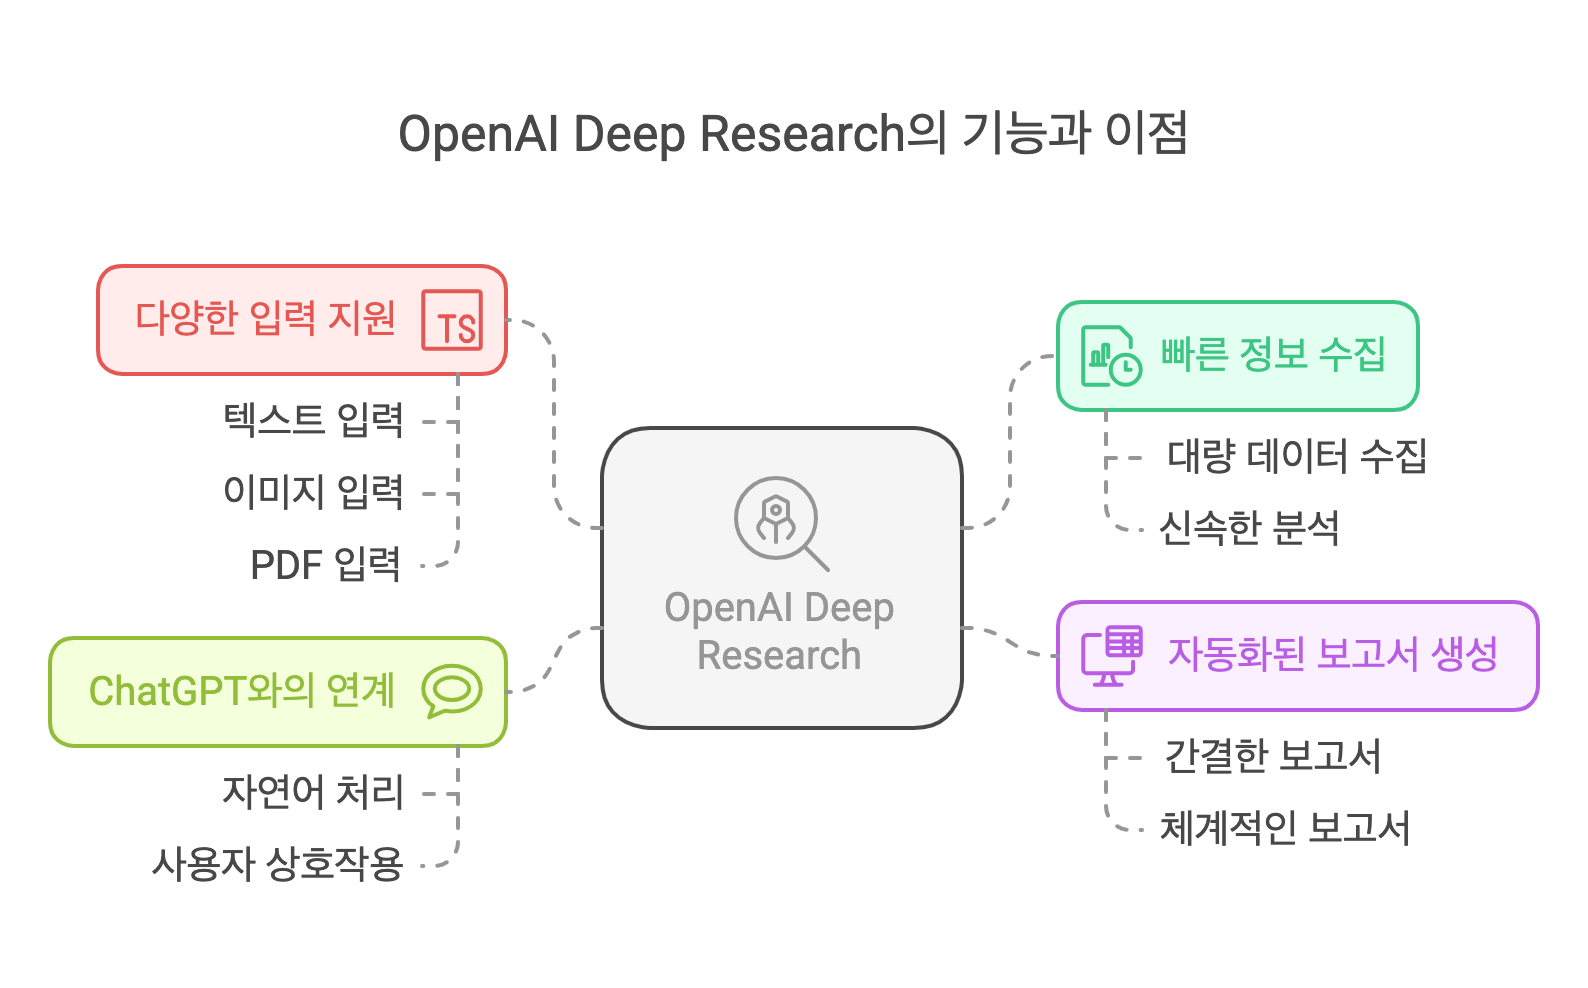 OpenAI Deep Research의 기능과 이점
다양한 입력 지원
TS
텍스트 입력
이미지 입력
PDF 입력
ChatGPT와의 연계
자연어 처리
사용자 상호작용
OpenAI Deep
Research
빠른 정보 수집
대량 데이터 수집
신속한 분석
자동화된 보고서 생성
간결한 보고서
체계적인 보고서